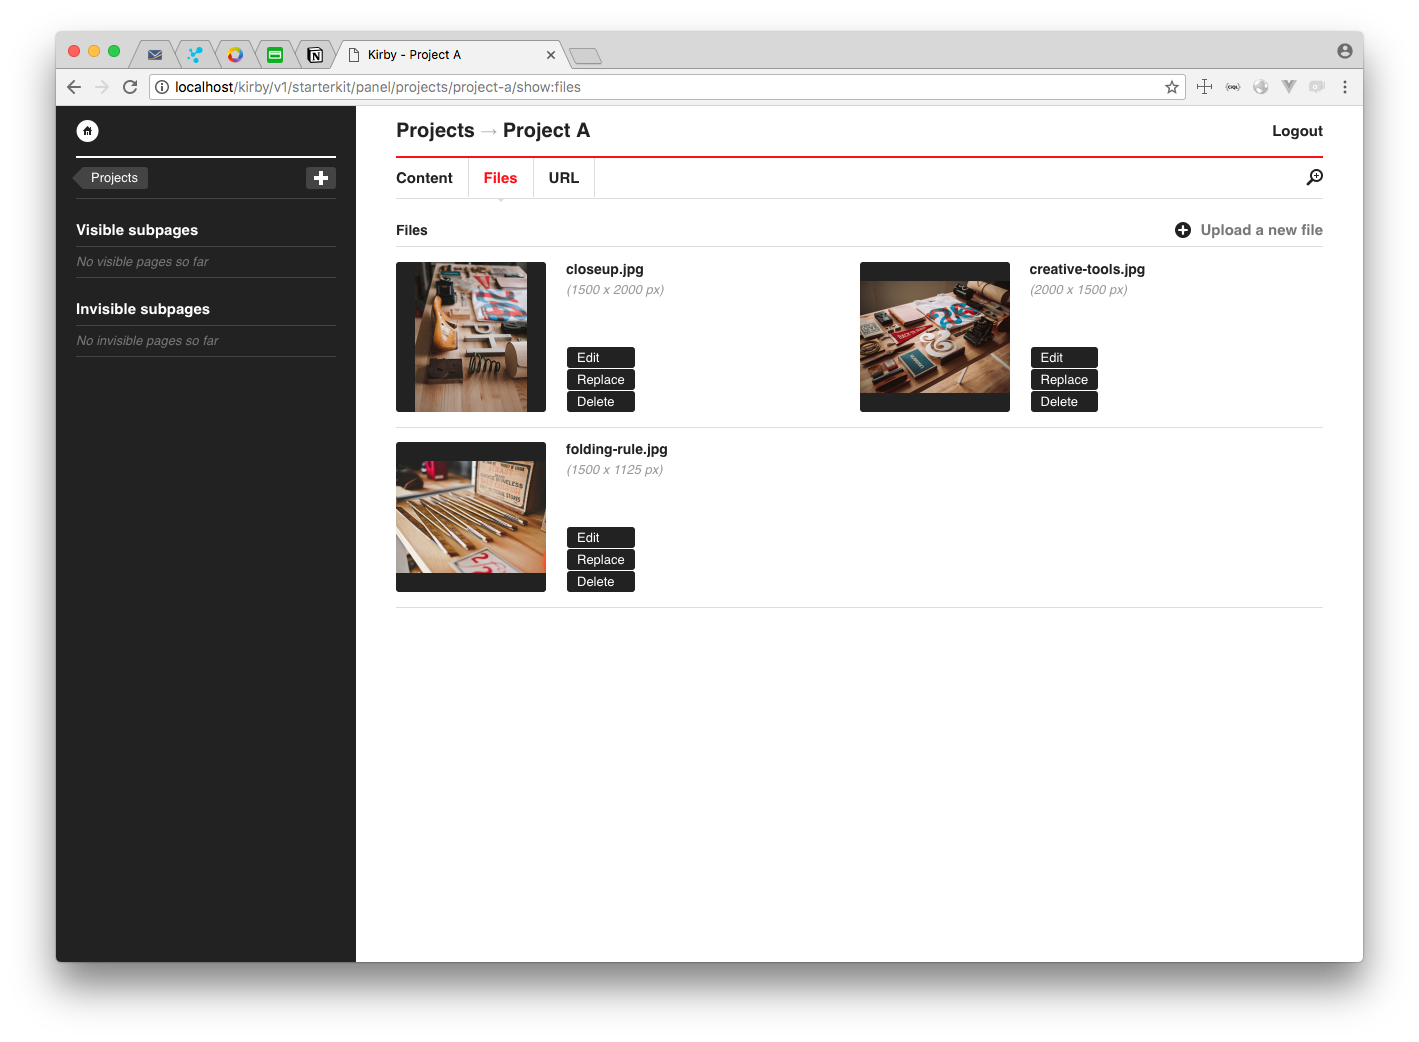 Kirby - Project A
localhost/kirby/v1/starterkit/panel/projects/project-a/show:files
Projects → Project A
Logout
Projects
Content
Files
URL
Visible subpages
No visible pages so far
Invisible subpages
No invisible pages so far
Files
Upload a new file
closeup.jpg
(1500 x 2000 px)
Edit
Replace
Delete
creative-tools.jpg
(2000 x 1500 px)
Edit
Replace
Delete
folding-rule.jpg
(1500 x 1125 px)
Edit
Replace
Delete